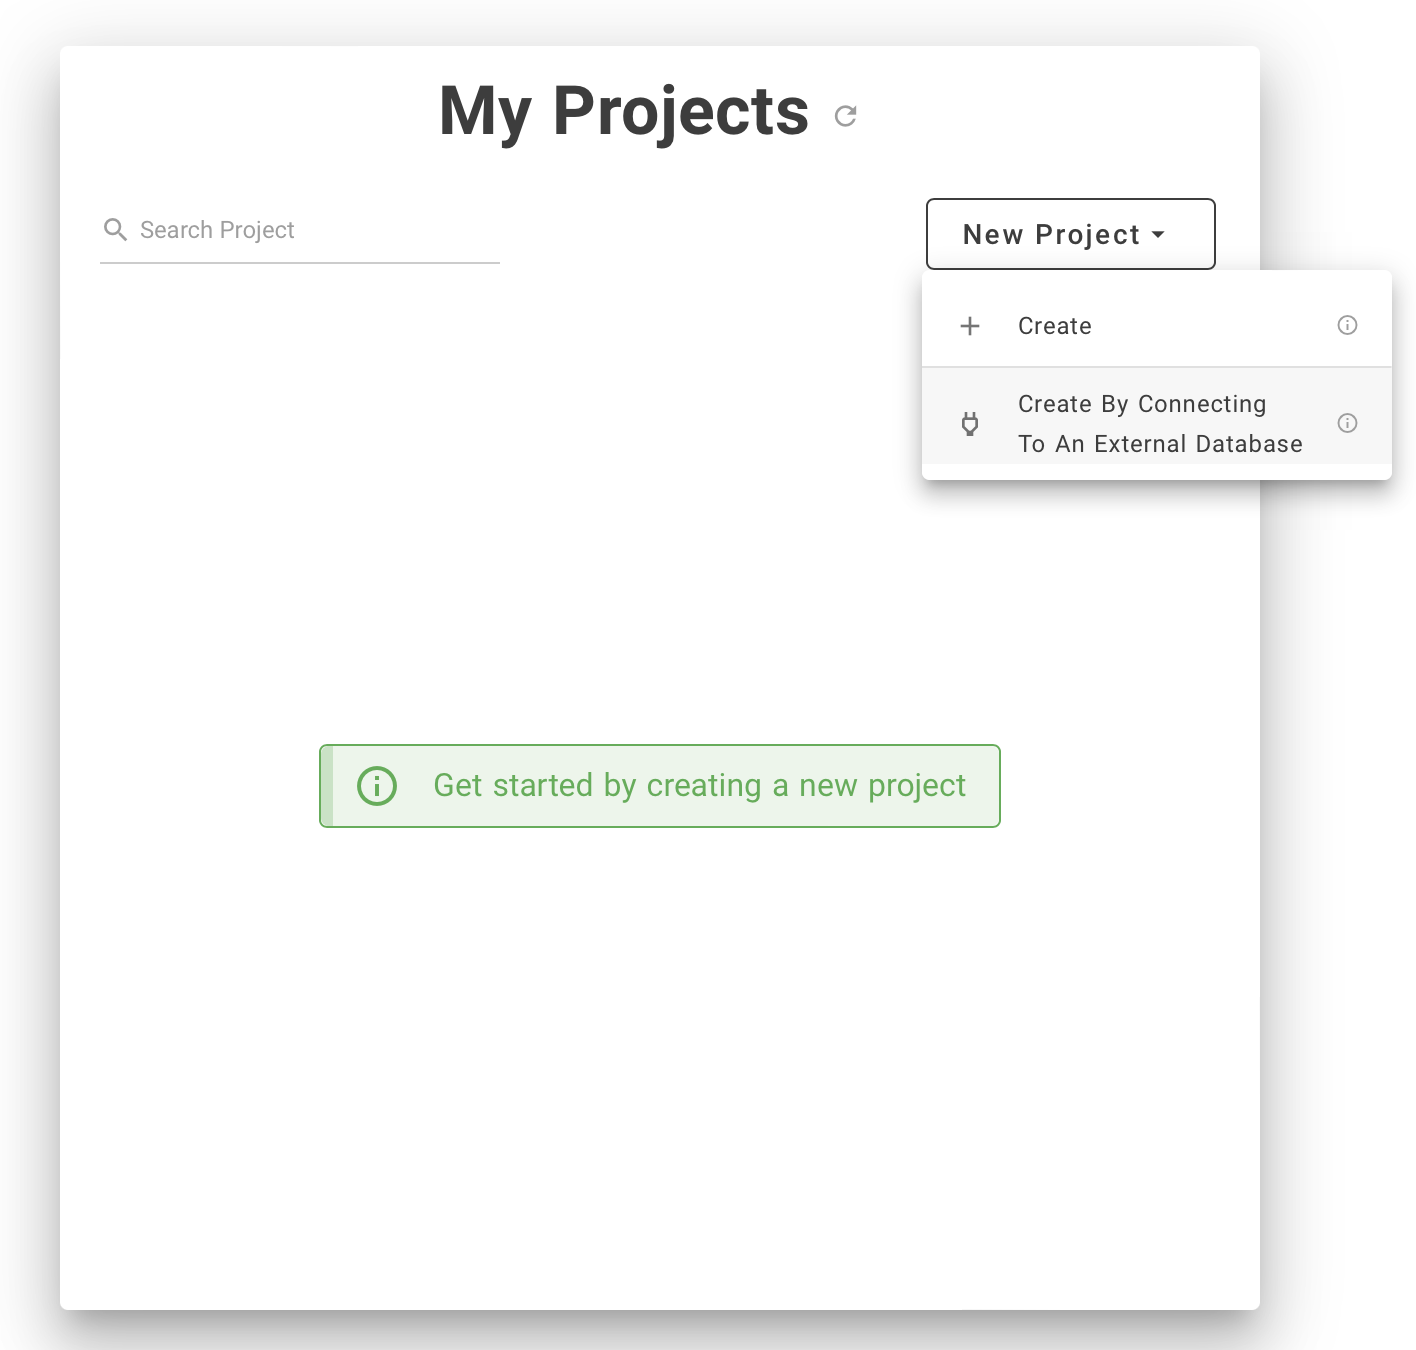 My Projects
Search Project
New Project
Create
Create By Connecting
To An External Database
Get started by creating a new project